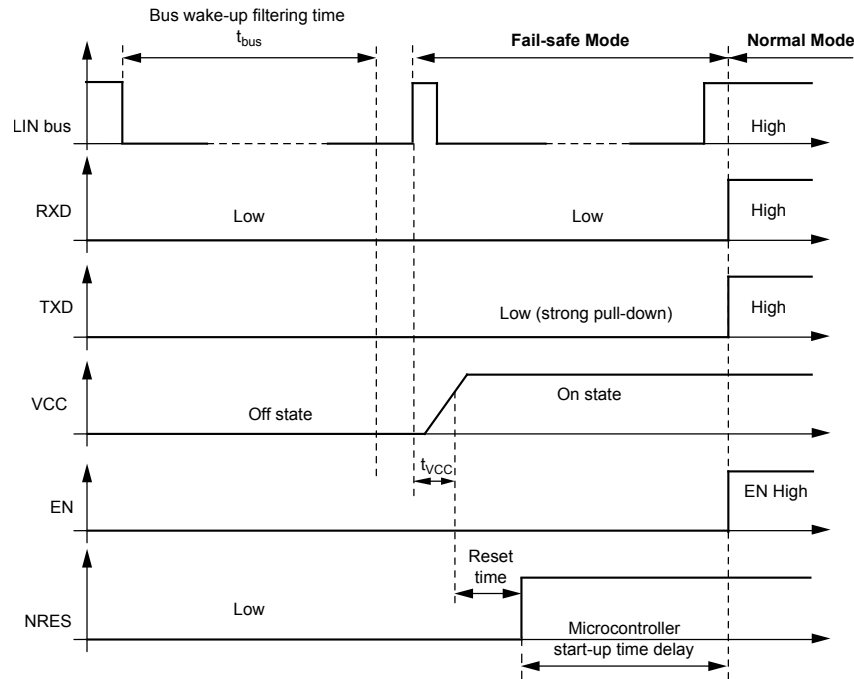 Bus wake-up filtering time
tbus
Fail-safe Mode
Normal Mode
LIN bus
High
RXD
Low
Low
High
TXD
Low (strong pull-down)
High
VCC
Off state
On state
tVCC
EN
EN High
Reset
time
NRES
Low
Microcontroller
start-up time delay